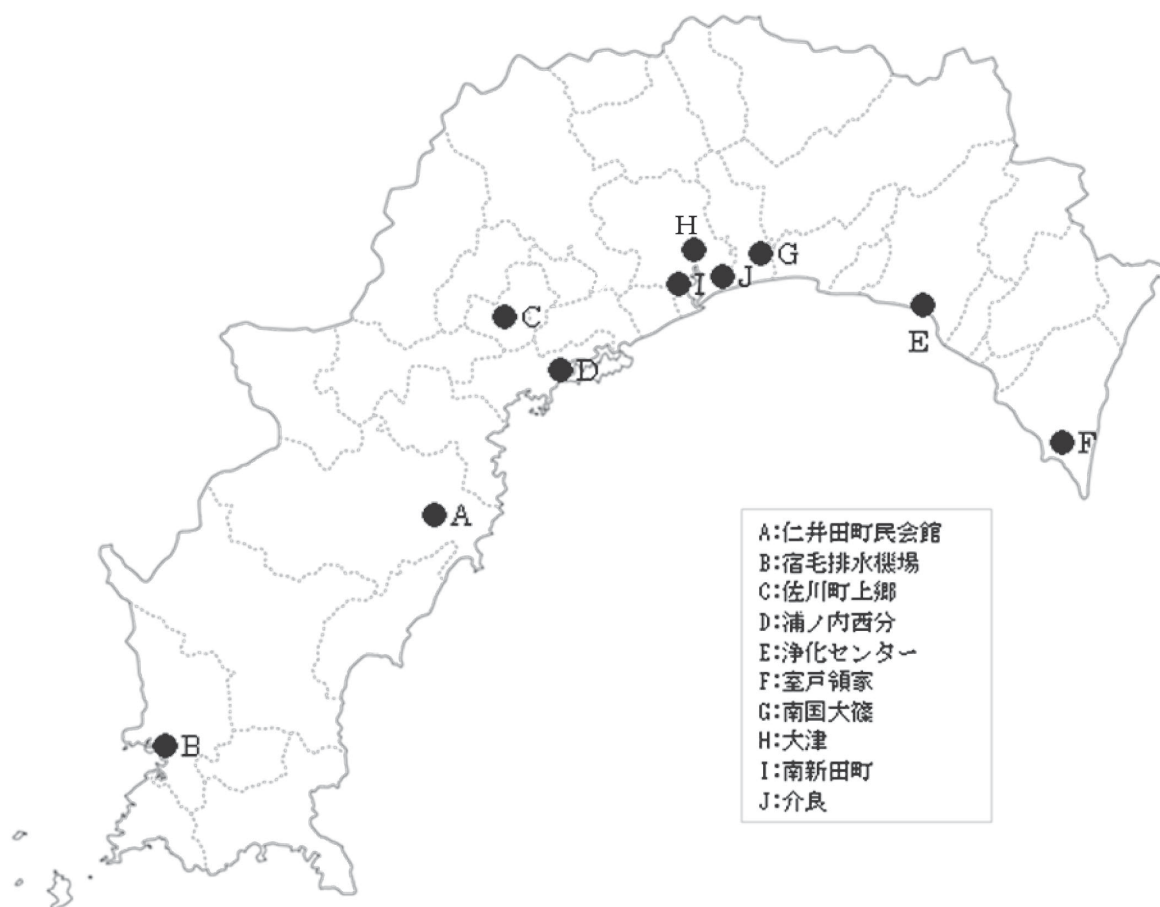 H
G
J
I
C
E
D
F
A
B
A:仁井田町民会館
B:宿毛排水機場
C:佐川町上郷
D:浦ノ内西分
E:浄化センター
F:室戸領家
G:南国大篠
H:大津
I:南新田町
J:介良